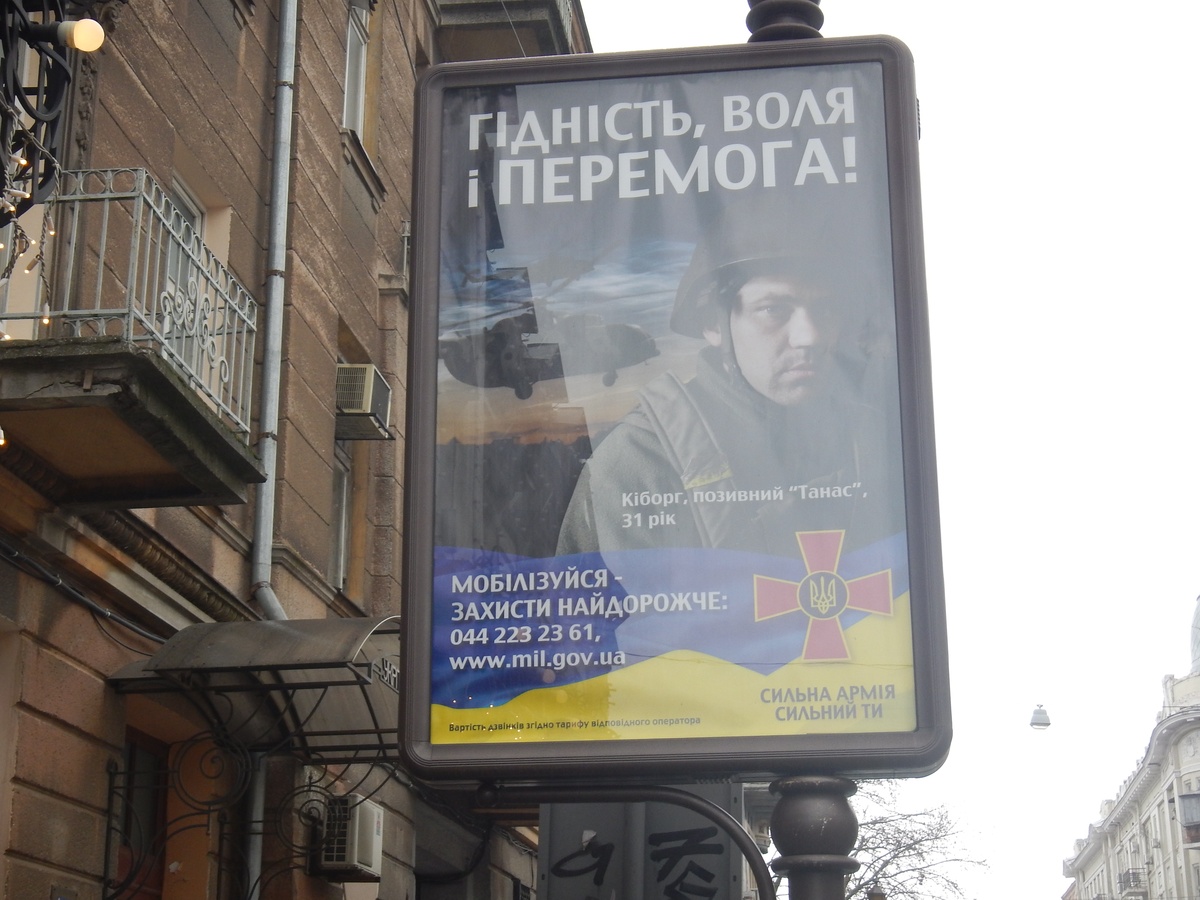 ГІДНІСТЬ, ВОЛЯ
і ПЕРЕМОГА!
Кіборг, позивний “Танас”,
31 рік
МОБІЛІЗУЙСЯ -
ЗАХИСТИ НАЙДОРОЖЧЕ:
044 223 23 61,
www.mil.gov.ua
СИЛЬНА АРМІЯ
СИЛЬНИЙ ТИ
Вартість дзвінків згідно тарифу відповідного оператора